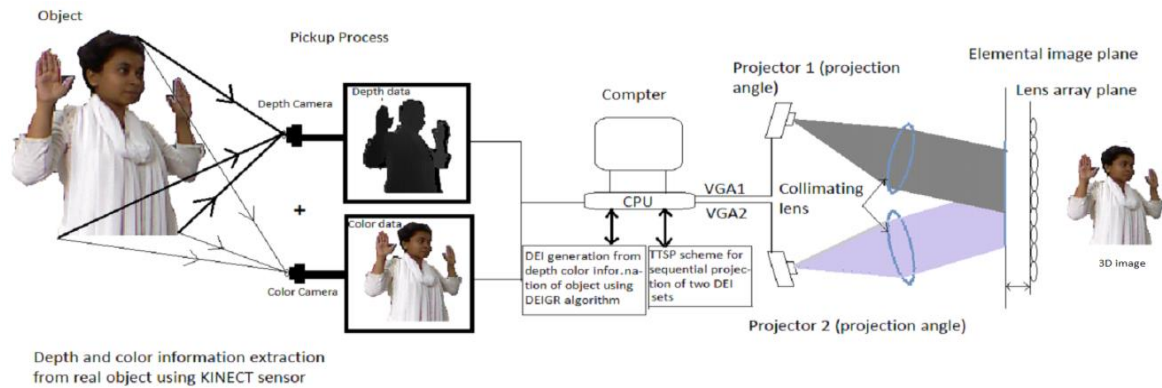 Object
Pickup Process
Depth Camera
Depth data
+
Color data
Color Camera
Depth and color information extraction
from real object using KINECT sensor
Compter
CPU
VGA1
VGA2
DEI generation from
depth color infor.nation
of object using
DEIGR algorithm
TTSP scheme for
sequential projec-
tion of two DEI
sets
Projector 1 (projection
angle)
Collimating
lens
Projector 2 (projection angle)
Elemental image plane
Lens array plane
3D image